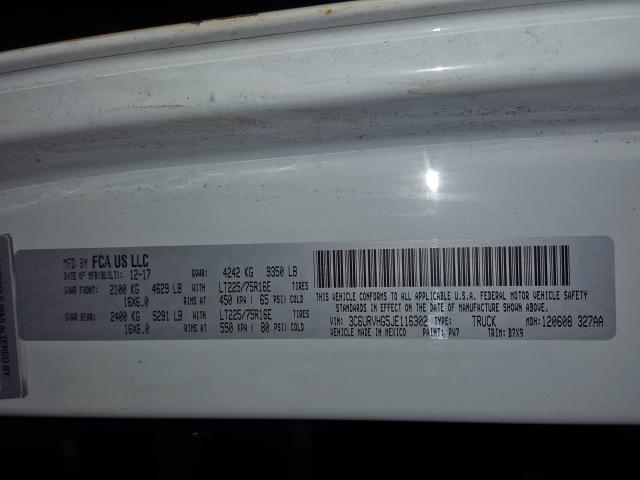 MFD BY FCA US LLC
DATE OF MFR(BUILT): 12-17 GVWR: 4242 KG 9350 LB
GAWR FRONT: 2100 KG 4629 LB WITH LT225/75R16E TIRES
16X6.0 RIMS AT 450 KPA ( 65 PSI) COLD
GAWR REAR: 2400 KG 5291 LB WITH LT225/75R16E TIRES
16X6.0 RIMS AT 550 KPA ( 80 PSI) COLD
THIS VEHICLE CONFORMS TO ALL APPLICABLE U.S.A. FEDERAL MOTOR VEHICLE SAFETY
STANDARDS IN EFFECT ON THE DATE OF MANUFACTURE SHOWN ABOVE.
VIN: 3C6URVHG5JE116302 TYPE: TRUCK MDH: 120608 327AA
VEHICLE MADE IN MEXICO PAINT: PW7 TRIM: B7X9
WAS ALTERED BY: